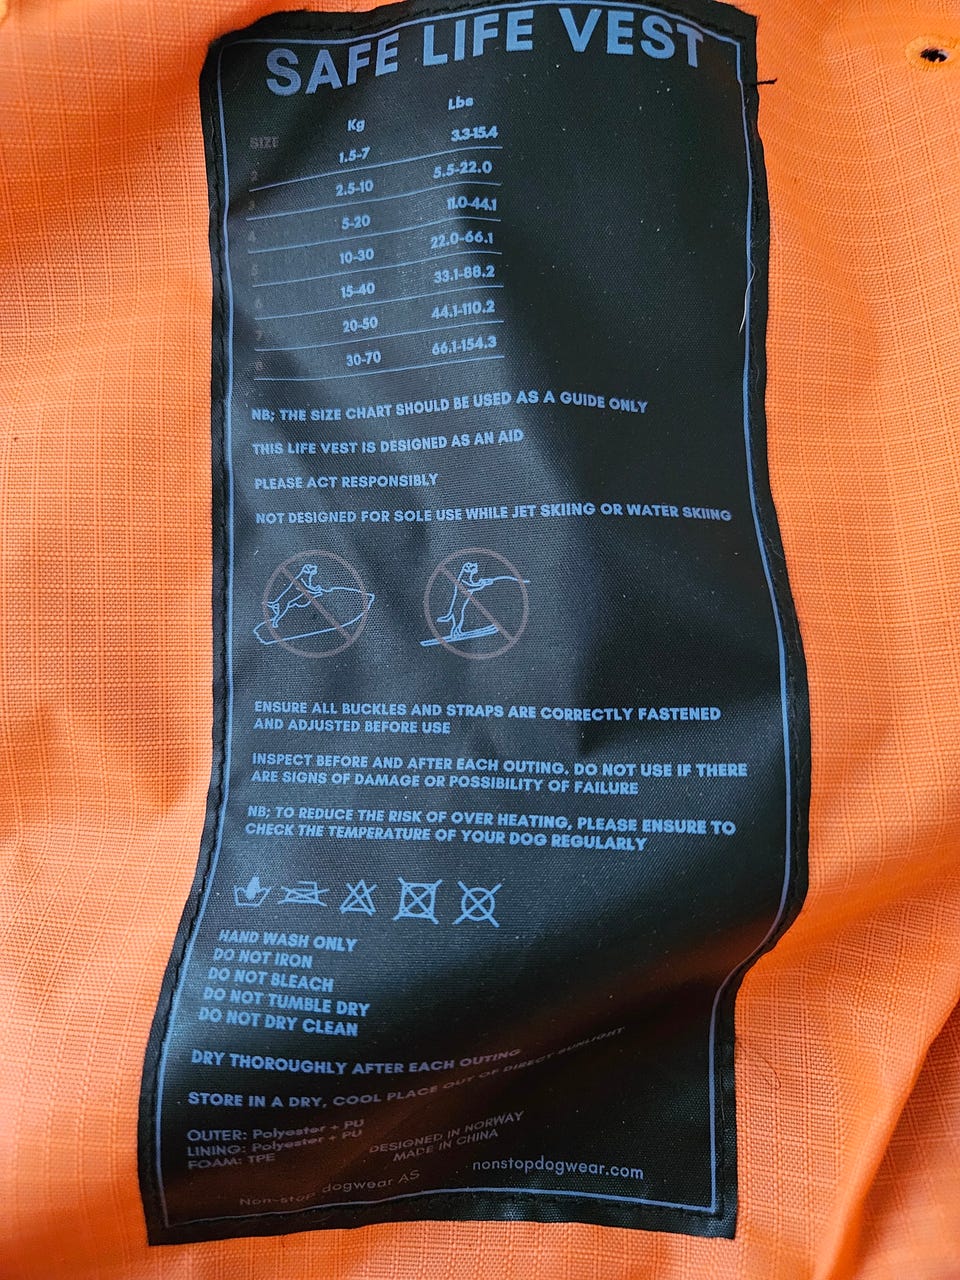 SAFE LIFE VEST
SIZE Kg Lbs
2 1.5-7 3.3-15.4
3 2.5-10 5.5-22.0
4 5-20 11.0-44.1
5 10-30 22.0-66.1
6 15-40 33.1-88.2
7 20-50 44.1-110.2
8 30-70 66.1-154.3
NB; THE SIZE CHART SHOULD BE USED AS A GUIDE ONLY
THIS LIFE VEST IS DESIGNED AS AN AID
PLEASE ACT RESPONSIBLY
NOT DESIGNED FOR SOLE USE WHILE JET SKIING OR WATER SKIING
ENSURE ALL BUCKLES AND STRAPS ARE CORRECTLY FASTENED
AND ADJUSTED BEFORE USE
INSPECT BEFORE AND AFTER EACH OUTING. DO NOT USE IF THERE
ARE SIGNS OF DAMAGE OR POSSIBILITY OF FAILURE
NB; TO REDUCE THE RISK OF OVER HEATING, PLEASE ENSURE TO
CHECK THE TEMPERATURE OF YOUR DOG REGULARLY
HAND WASH ONLY
DO NOT IRON
DO NOT BLEACH
DO NOT TUMBLE DRY
DO NOT DRY CLEAN
DRY THOROUGHLY AFTER EACH OUTING
STORE IN A DRY, COOL PLACE OUT OF DIRECT SUNLIGHT
OUTER: Polyester + PU
LINING: Polyester + PU
FOAM: TPE
DESIGNED IN NORWAY
MADE IN CHINA
Non-stop dogwear AS
nonstopdogwear.com